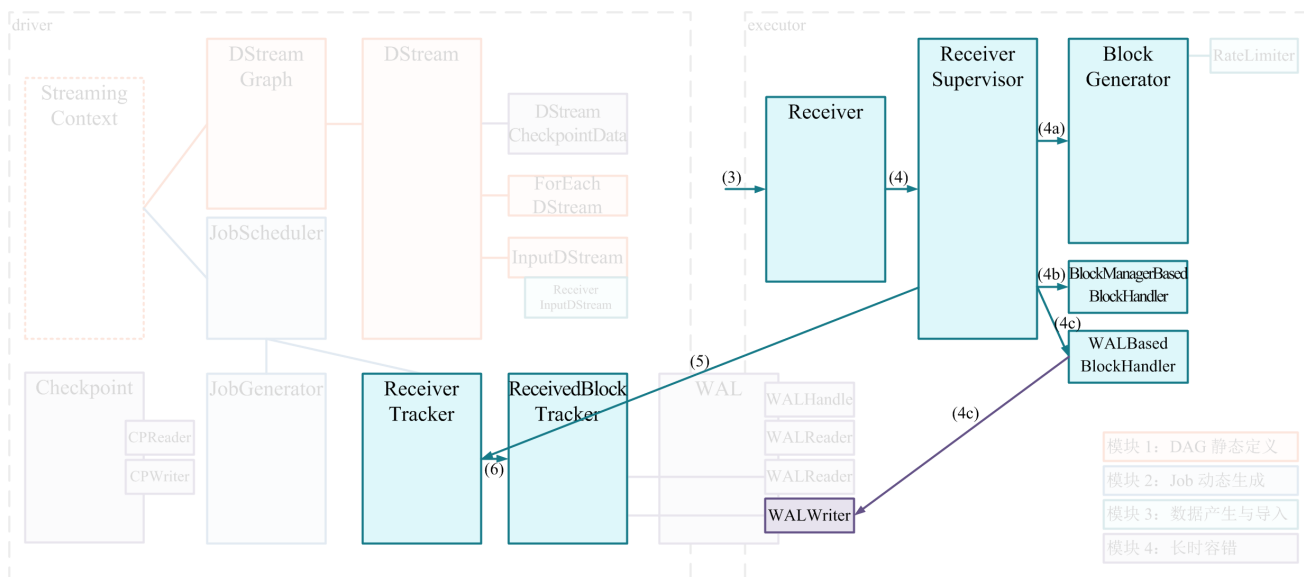 driver
executor
Streaming
Context
DStream
Graph
DStream
DStream
CheckpointData
ForEach
DStream
InputDStream
Receiver
InputDStream
JobScheduler
Checkpoint
CPReader
CPWriter
JobGenerator
Receiver
Tracker
(6)
ReceivedBlock
Tracker
(5)
WAL
WALHandle
WALReader
WALReader
WALWriter
(3)
Receiver
(4)
Receiver
Supervisor
(4a)
Block
Generator
RateLimiter
(4b)
BlockManagerBased
BlockHandler
(4c)
WALBased
BlockHandler
(4c)
模块 1：DAG 静态定义
模块 2：Job 动态生成
模块 3：数据产生与导入
模块 4：长时容错